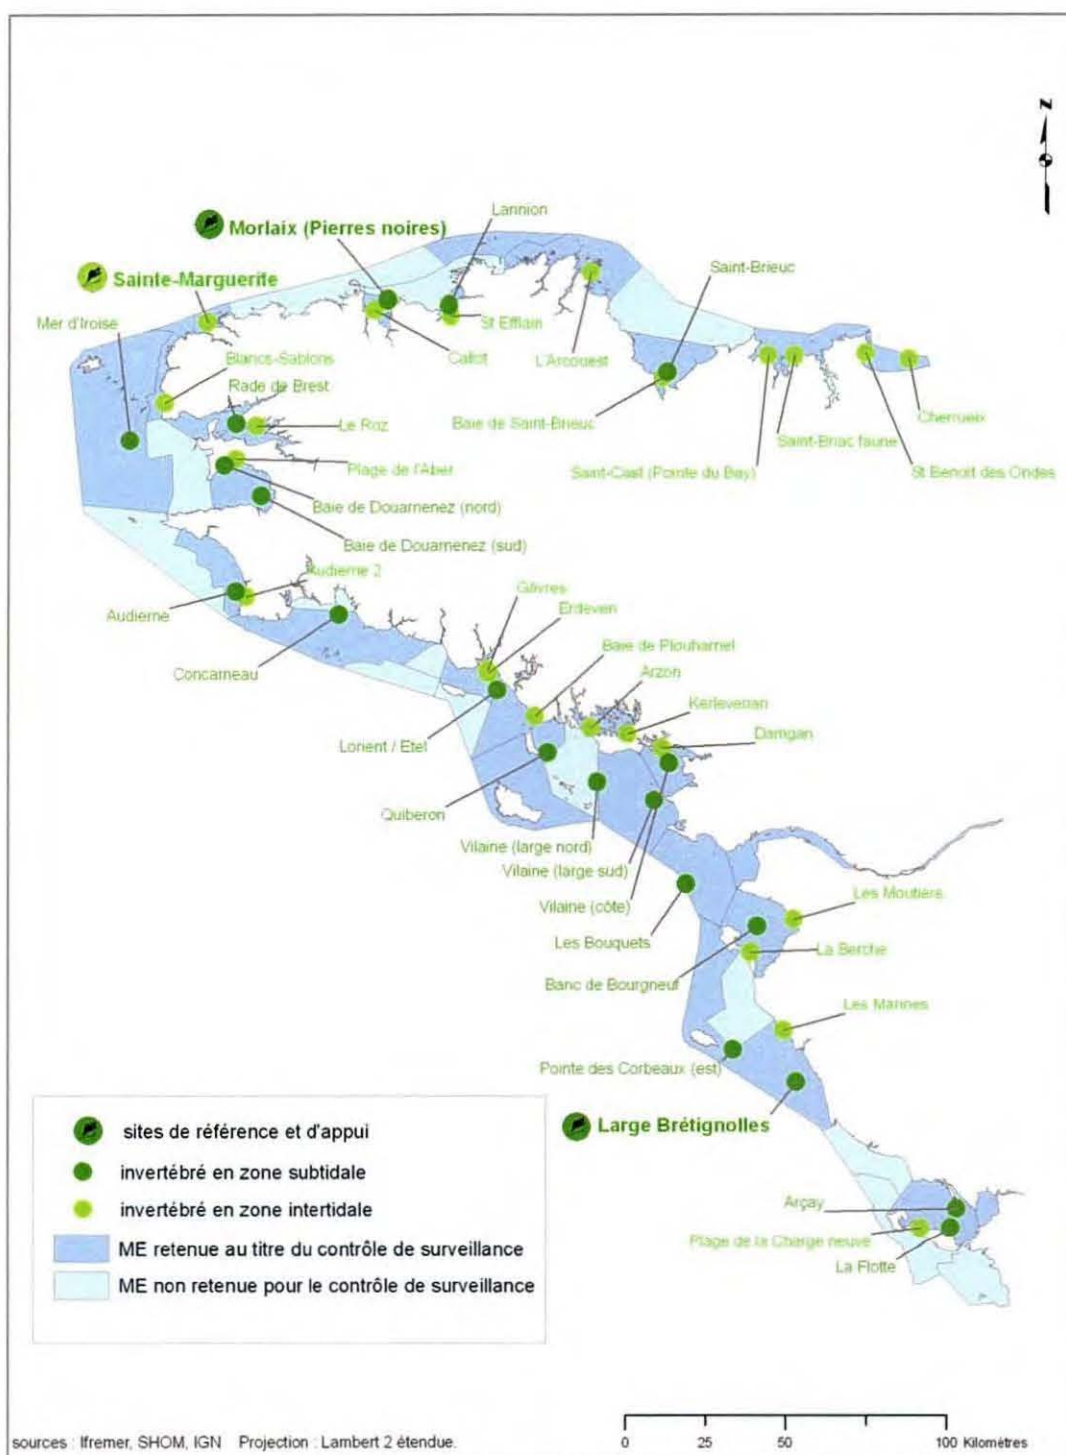 N
Lannion
Morlaix (Pierres noires)
Saint-Brieuc
Sainte-Marguerite
Mer d'Iroise
St Efflam
Blancs-Sablons
Callot
L'Arcouest
Rade de Brest
Baie de Saint-Brieuc
Cherrueix
Le Roz
Saint-Briac faune
Plage de l'Aber
Saint-Cast (Pointe du Bay)
St Benoit des Ondes
Baie de Douarnenez (nord)
Baie de Douarnenez (sud)
Audierne 2
Gâvres
Audierne
Erdeven
Baie de Plouharnel
Concarneau
Arzon
Kerlevenan
Damgan
Lorient / Etel
Quiberon
Vilaine (large nord)
Vilaine (large sud)
Les Moutiers
Vilaine (côte)
Les Bouquets
La Berche
Banc de Bourgneuf
Les Marines
Pointe des Corbeaux (est)
Large Brétignolles
sites de référence et d'appui
invertébré en zone subtidale
invertébré en zone intertidale
ME retenue au titre du contrôle de surveillance
ME non retenue pour le contrôle de surveillance
Arçay
Plage de la Charge neuve
La Flotte
sources : Ifremer, SHOM, IGN Projection : Lambert 2 étendue.
0 25 50 100 Kilomètres